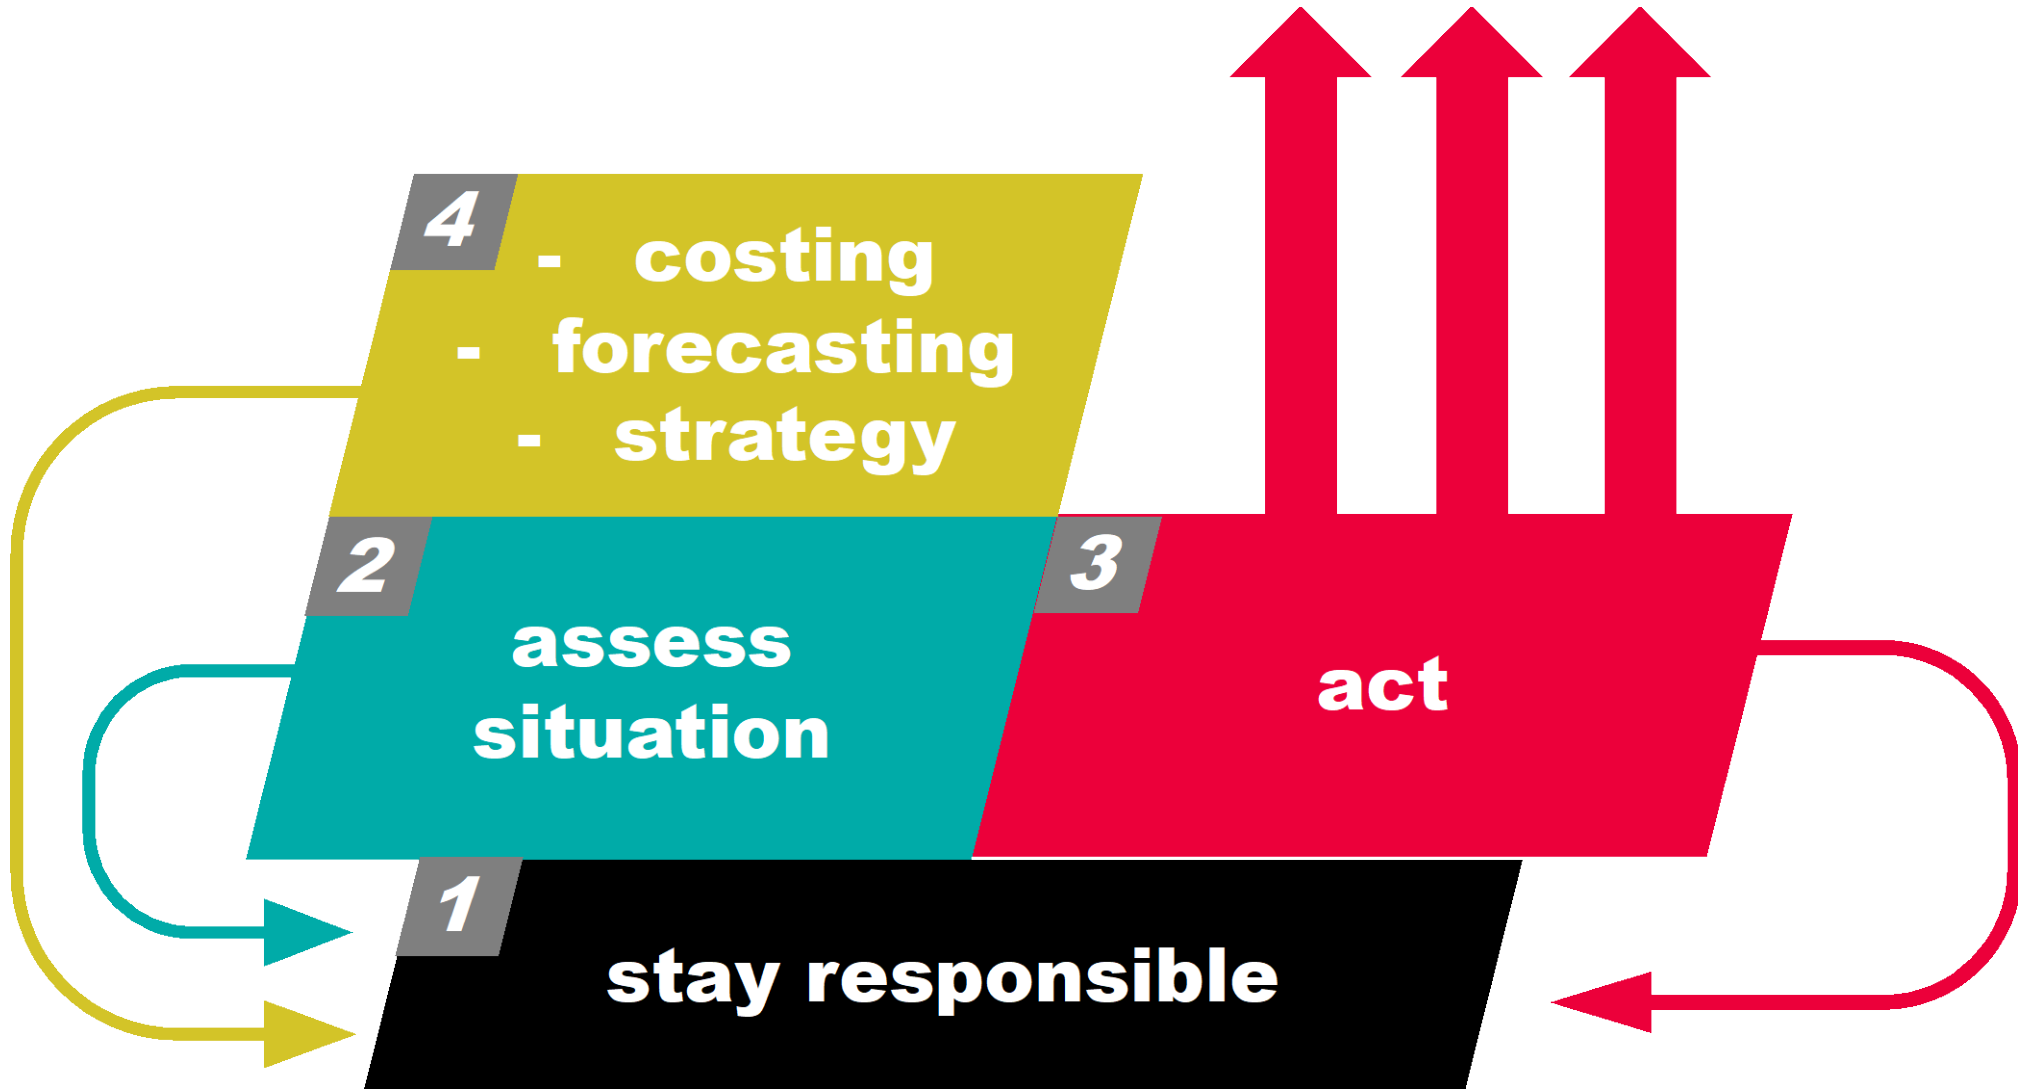 4
- costing
- forecasting
- strategy
2
assess
situation
3
act
1
stay responsible